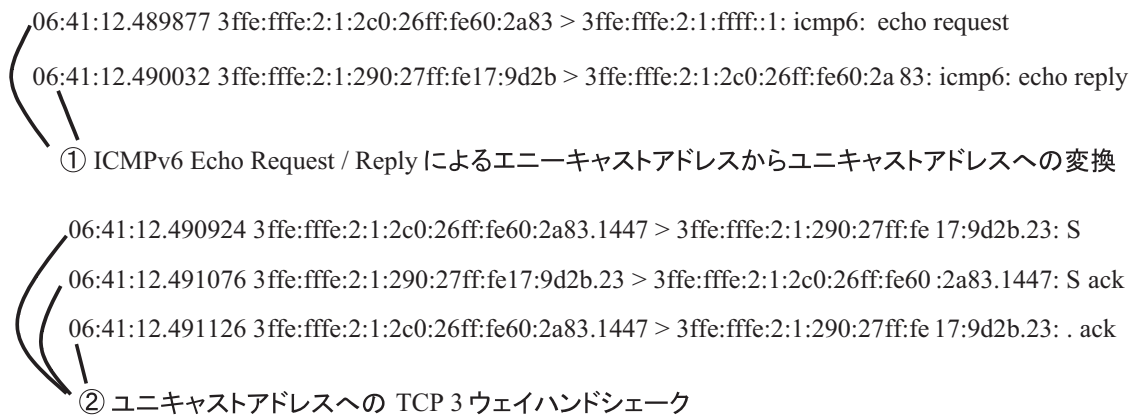 06:41:12.489877 3ffe:fffe:2:1:2c0:26ff:fe60:2a83 > 3ffe:fffe:2:1:ffff::1: icmp6: echo request
06:41:12.490032 3ffe:fffe:2:1:290:27ff:fe17:9d2b > 3ffe:fffe:2:1:2c0:26ff:fe60:2a 83: icmp6: echo reply
① ICMPv6 Echo Request / Reply によるエニーキャストアドレスからユニキャストアドレスへの変換
06:41:12.490924 3ffe:fffe:2:1:2c0:26ff:fe60:2a83.1447 > 3ffe:fffe:2:1:290:27ff:fe 17:9d2b.23: S
06:41:12.491076 3ffe:fffe:2:1:290:27ff:fe17:9d2b.23 > 3ffe:fffe:2:1:2c0:26ff:fe60 :2a83.1447: S ack
06:41:12.491126 3ffe:fffe:2:1:2c0:26ff:fe60:2a83.1447 > 3ffe:fffe:2:1:290:27ff:fe 17:9d2b.23: . ack
② ユニキャストアドレスへの TCP 3 ウェイハンドシェーク